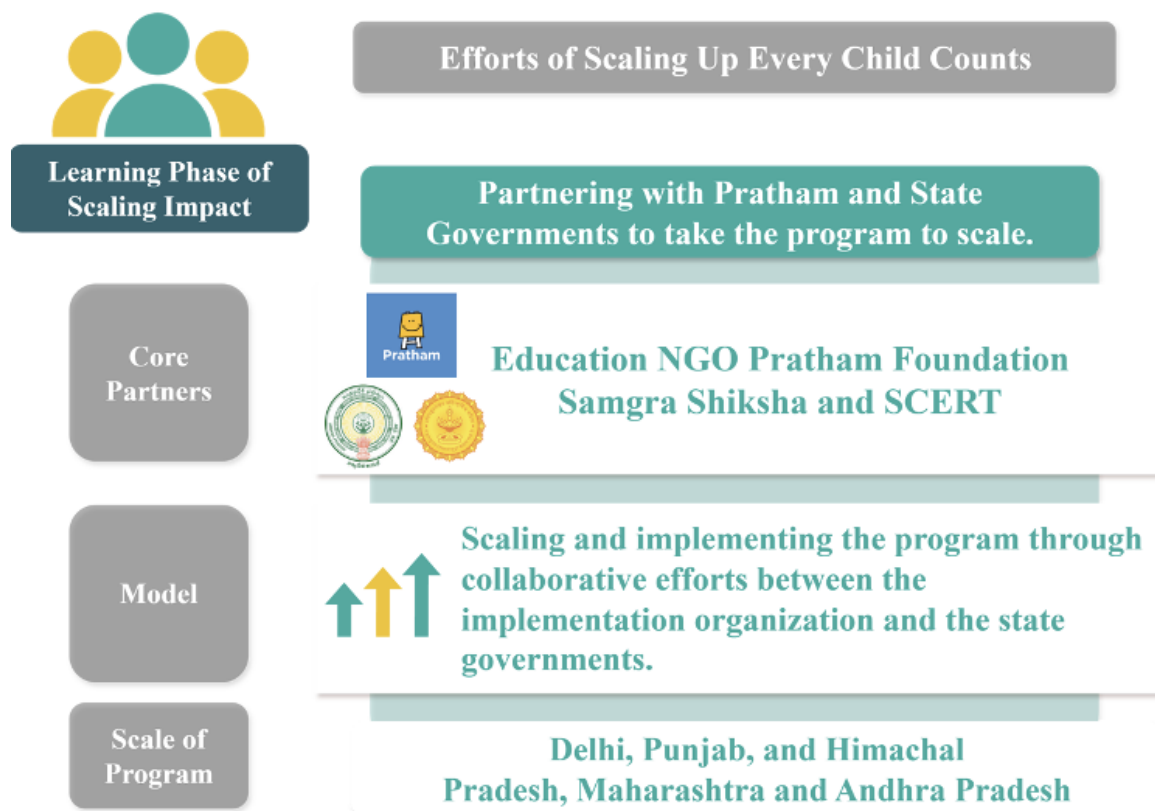 Efforts of Scaling Up Every Child Counts
Learning Phase of
Scaling Impact
Partnering with Pratham and State
Governments to take the program to scale.
Core
Partners
Pratham
Education NGO Pratham Foundation
Samgra Shiksha and SCERT
Model
Scaling and implementing the program through
collaborative efforts between the
implementation organization and the state
governments.
Scale of
Program
Delhi, Punjab, and Himachal
Pradesh, Maharashtra and Andhra Pradesh